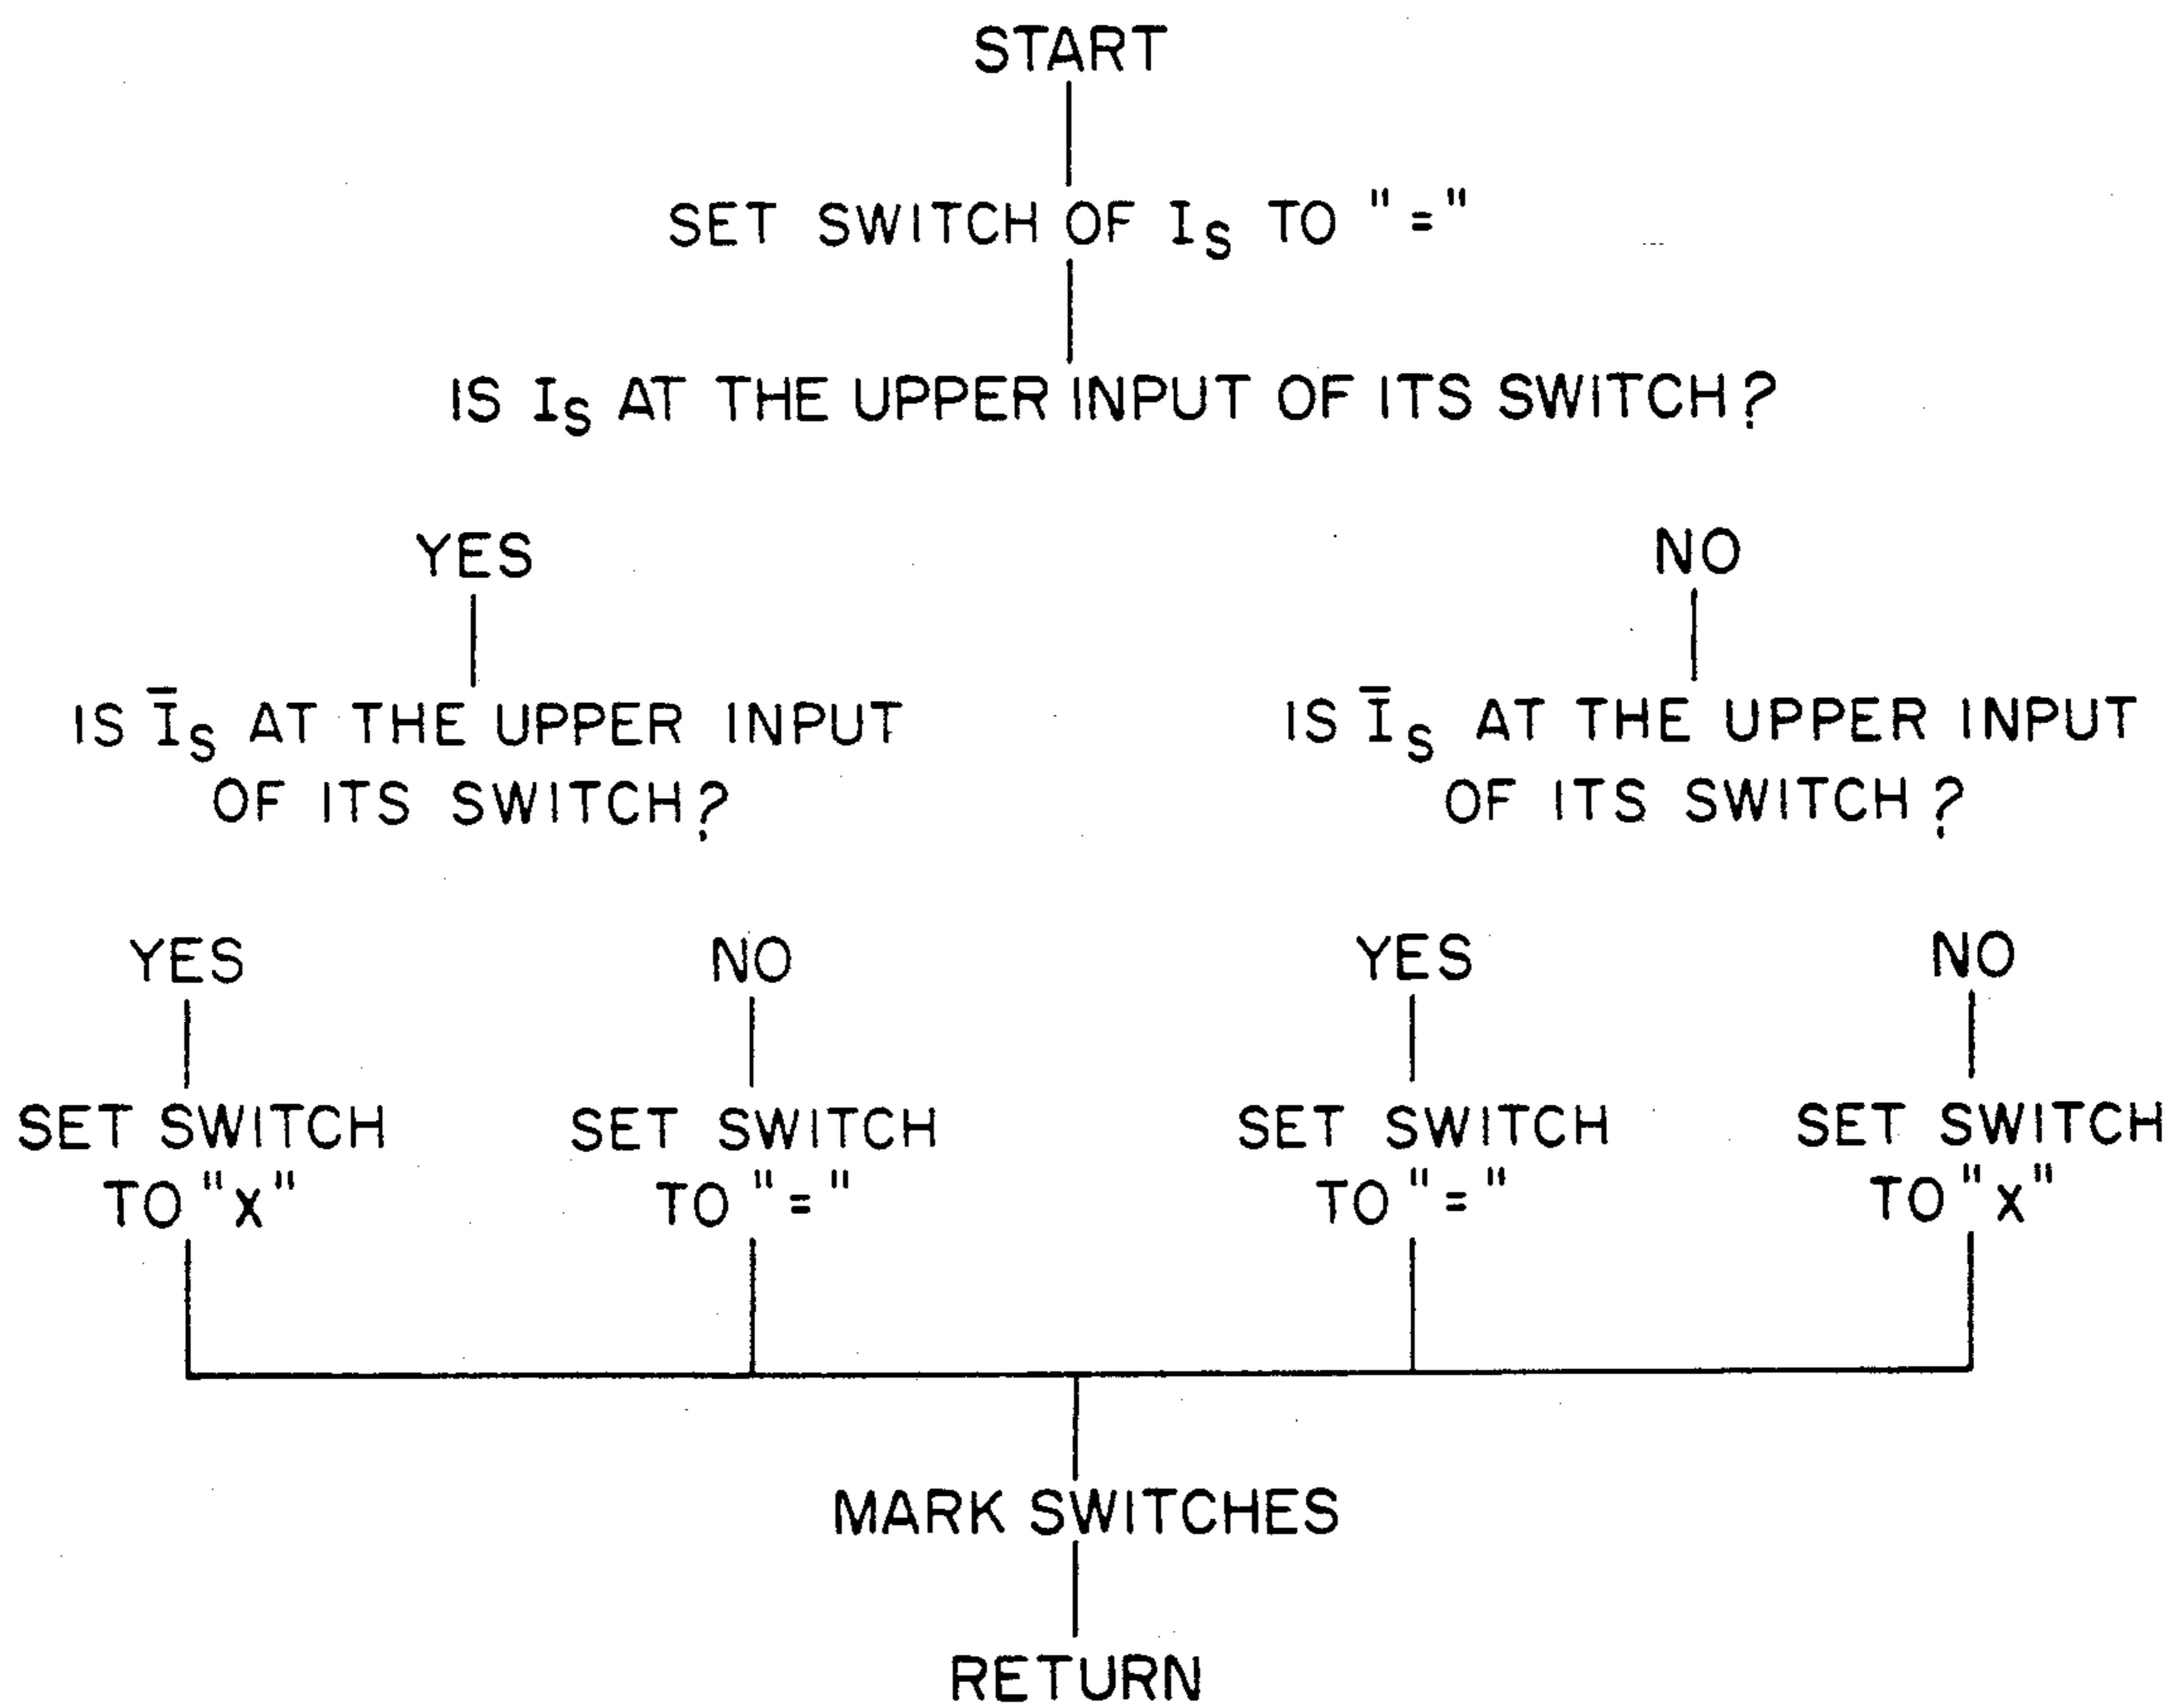 START
SET SWITCH OF Is TO "="
IS Is AT THE UPPER INPUT OF ITS SWITCH?
YES
NO
IS Īs AT THE UPPER INPUT
OF ITS SWITCH?
IS Īs AT THE UPPER INPUT
OF ITS SWITCH?
YES
NO
YES
NO
SET SWITCH
TO "X"
SET SWITCH
TO "="
SET SWITCH
TO "="
SET SWITCH
TO "X"
MARK SWITCHES
RETURN